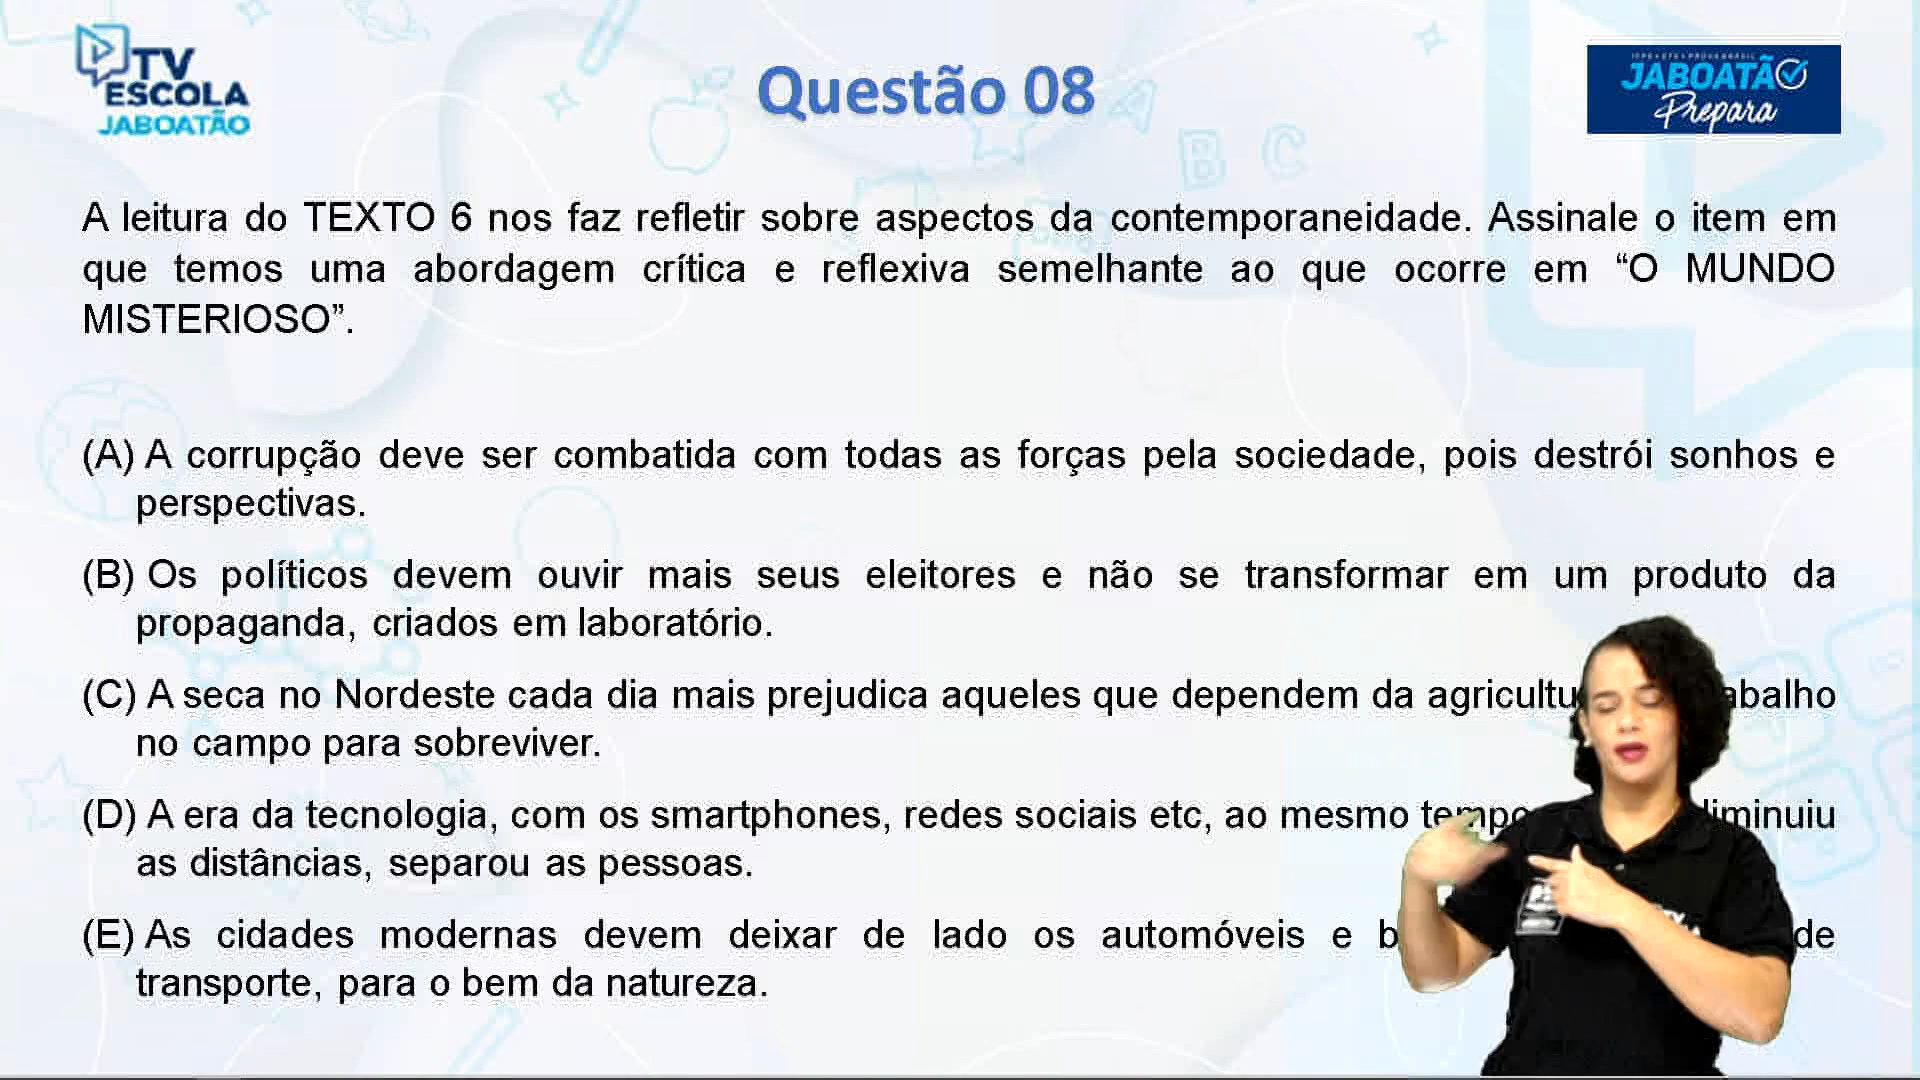 TV
ESCOLA
JABOATÃO
Questão 08
JABOATÃO
Prepara
A B C
A leitura do TEXTO 6 nos faz refletir sobre aspectos da contemporaneidade. Assinale o item em
que temos uma abordagem crítica e reflexiva semelhante ao que ocorre em “O MUNDO
MISTERIOSO”.
(A) A corrupção deve ser combatida com todas as forças pela sociedade, pois destrói sonhos e
perspectivas.
(B) Os políticos devem ouvir mais seus eleitores e não se transformar em um produto da
propaganda, criados em laboratório.
(C) A seca no Nordeste cada dia mais prejudica aqueles que dependem da
no campo para sobreviver.
(D) A era da tecnologia, com os smartphones, redes sociais etc, ao mesmo
as distâncias, separou as pessoas.
(E) As cidades modernas devem deixar de lado os automóveis e de
transporte, para o bem da natureza.